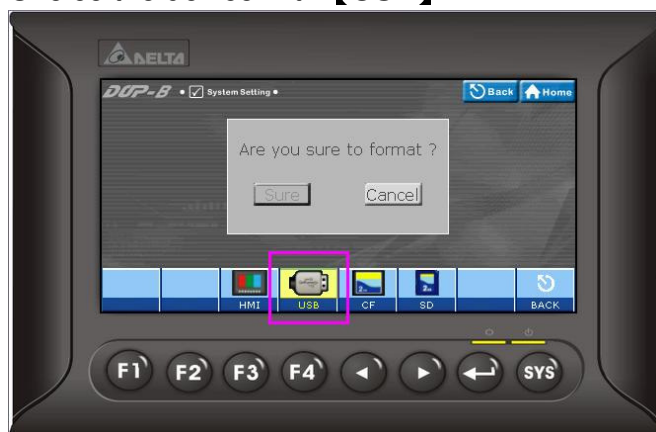 DELTA
DOP-B • System Setting •
Back
Home
Are you sure to format ?
Sure
Cancel
HMI
USB
CF
SD
BACK
F1
F2
F3
F4
SYS